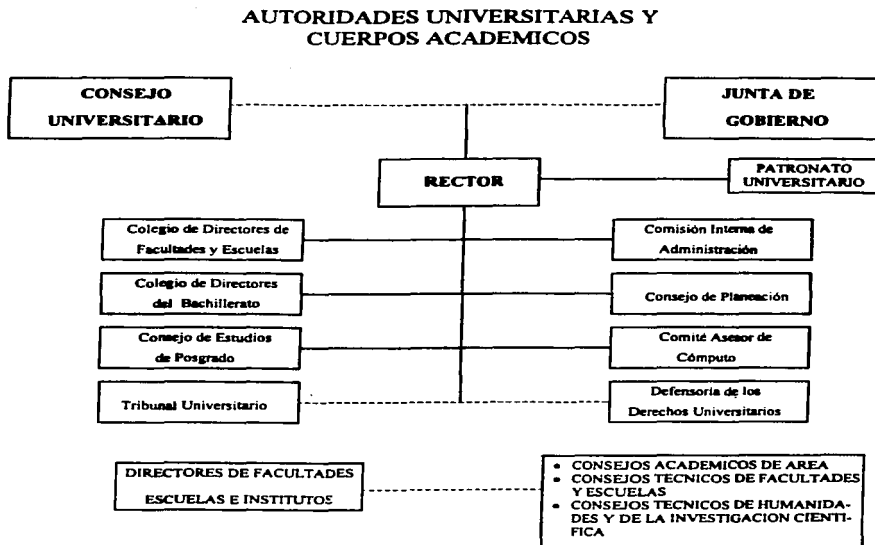 AUTORIDADES UNIVERSITARIAS Y
CUERPOS ACADEMICOS
CONSEJO
UNIVERSITARIO
JUNTA DE
GOBIERNO
RECTOR
PATRONATO
UNIVERSITARIO
Colegio de Directores de
Facultades y Escuelas
Comisión Interna de
Administración
Colegio de Directores
del Bachillerato
Consejo de Planeación
Consejo de Estudios
de Posgrado
Comité Asesor de
Cómputo
Tribunal Universitario
Defensoría de los
Derechos Universitarios
DIRECTORES DE FACULTADES
ESCUELAS E INSTITUTOS
• CONSEJOS ACADEMICOS DE AREA
• CONSEJOS TECNICOS DE FACULTADES
Y ESCUELAS
• CONSEJOS TECNICOS DE HUMANIDA-
DES Y DE LA INVESTIGACION CIENTI-
FICA